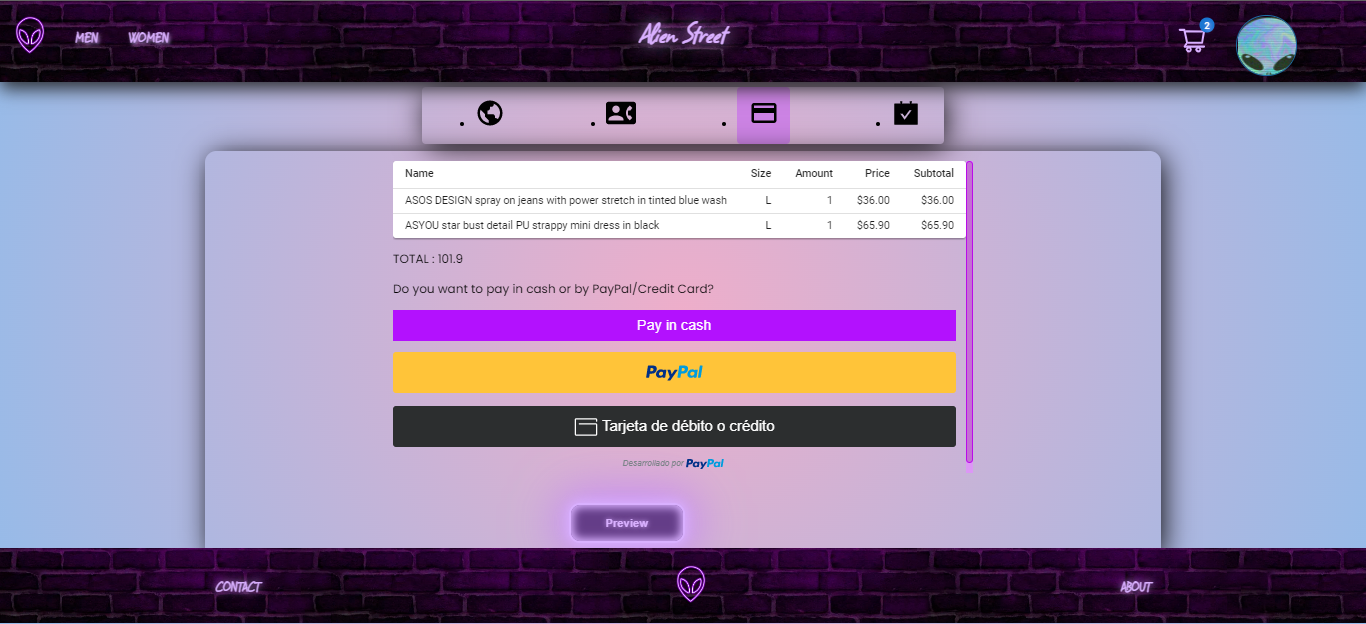 MEN WOMEN Alien Street 2
Name Size Amount Price Subtotal
ASOS DESIGN spray on jeans with power stretch in tinted blue wash L 1 $36.00 $36.00
ASYOU star bust detail PU strappy mini dress in black L 1 $65.90 $65.90
TOTAL : 101.9
Do you want to pay in cash or by PayPal/Credit Card?
Pay in cash
PayPal
Tarjeta de débito o crédito
Desarrollado por PayPal
Preview
CONTACT ABOUT